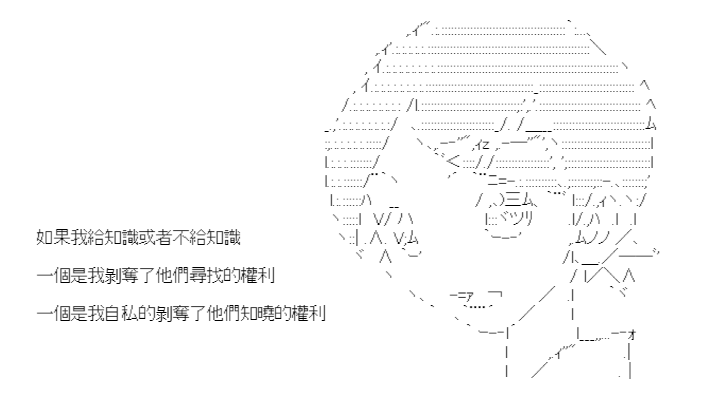 如果我給知識或者不給知識
一個是我剝奪了他們尋找的權利
一個是我自私的剝奪了他們知曉的權利